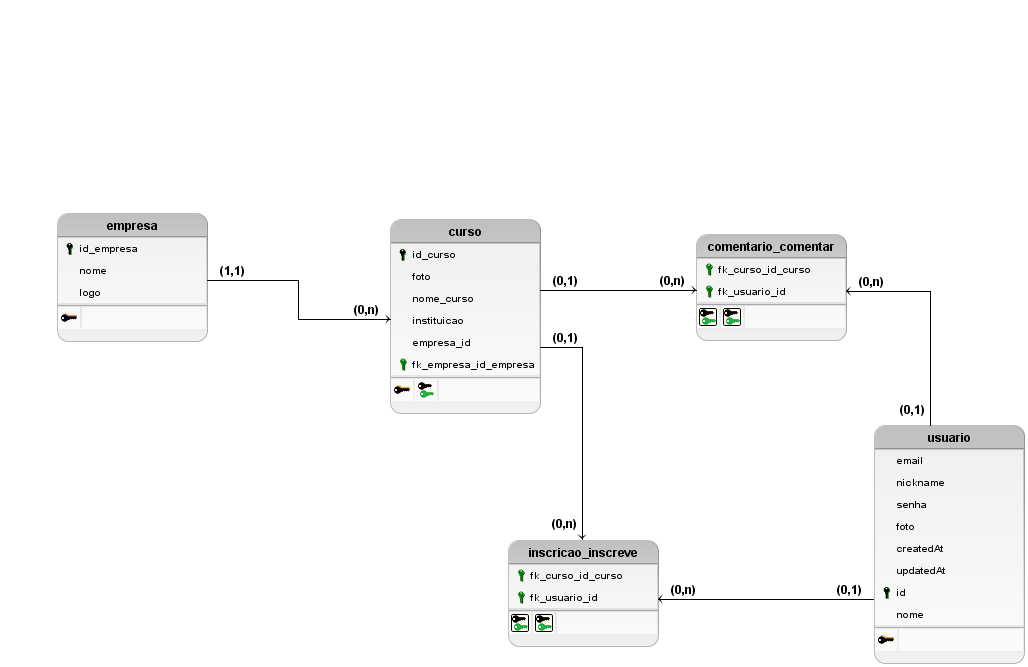 empresa
id_empresa
nome
logo
(1,1)
(0,n)
curso
id_curso
foto
nome_curso
instituicao
empresa_id
fk_empresa_id_empresa
(0,1)
(0,n)
comentario_comentar
fk_curso_id_curso
fk_usuario_id
(0,n)
(0,1)
(0,1)
(0,n)
usuario
email
nickname
senha
foto
createdAt
updatedAt
id
nome
inscricao_inscreve
fk_curso_id_curso
fk_usuario_id
(0,n)
(0,1)